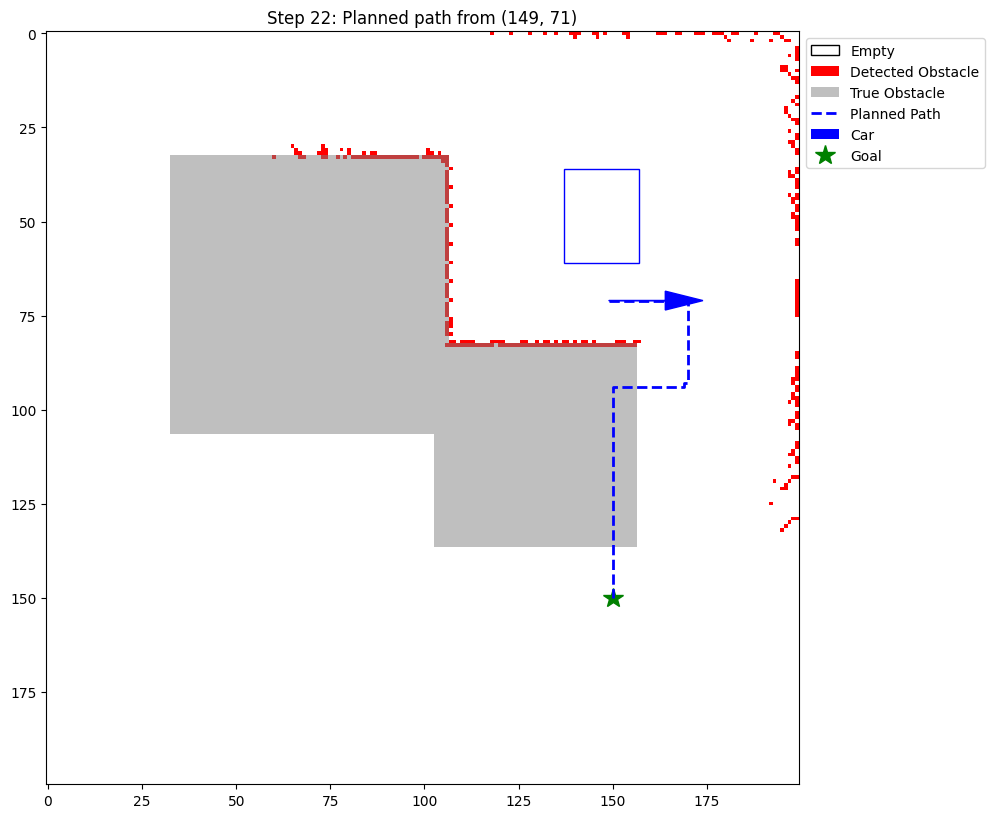 Step 22: Planned path from (149, 71)
Empty
Detected Obstacle
True Obstacle
Planned Path
Car
Goal
0
25
50
75
100
125
150
175
0 25 50 75 100 125 150 175